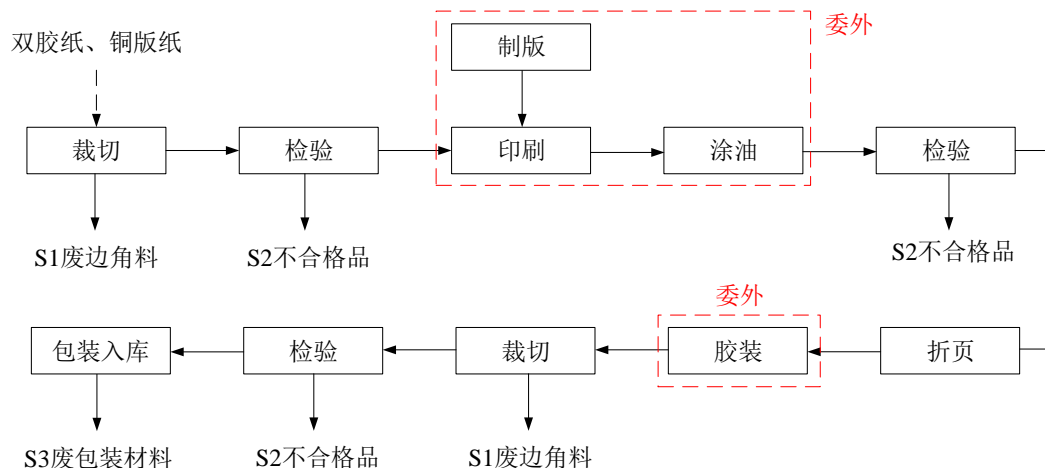 委外
双胶纸、铜版纸
制版
裁切
检验
印刷
涂油
检验
S1废边角料
S2不合格品
S2不合格品
委外
包装入库
检验
裁切
胶装
折页
S3废包装材料
S2不合格品
S1废边角料